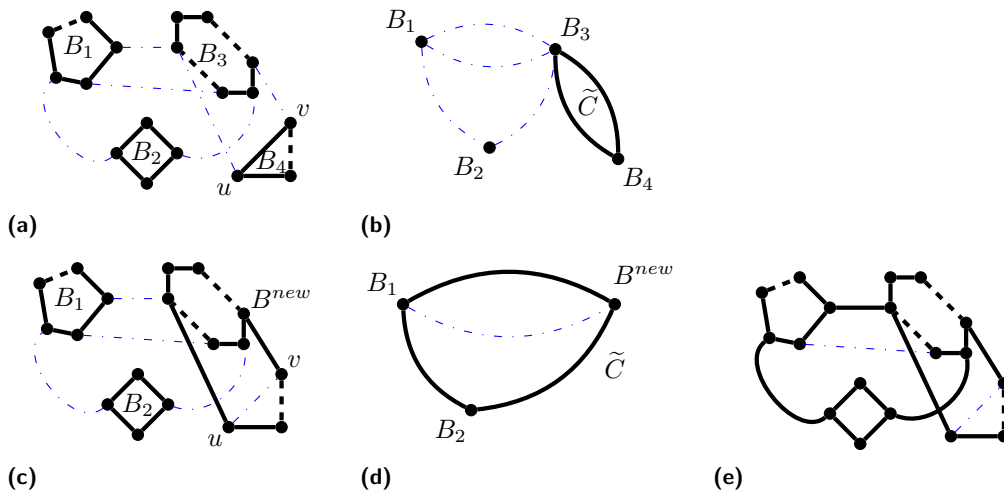 B₁
B₃
v
B₂
B₄
u
(a)
B₁
B₃
C̃
B₂
B₄
(b)
B₁
Bⁿᵉʷ
v
B₂
u
(c)
B₁
Bⁿᵉʷ
C̃
B₂
(d)
(e)